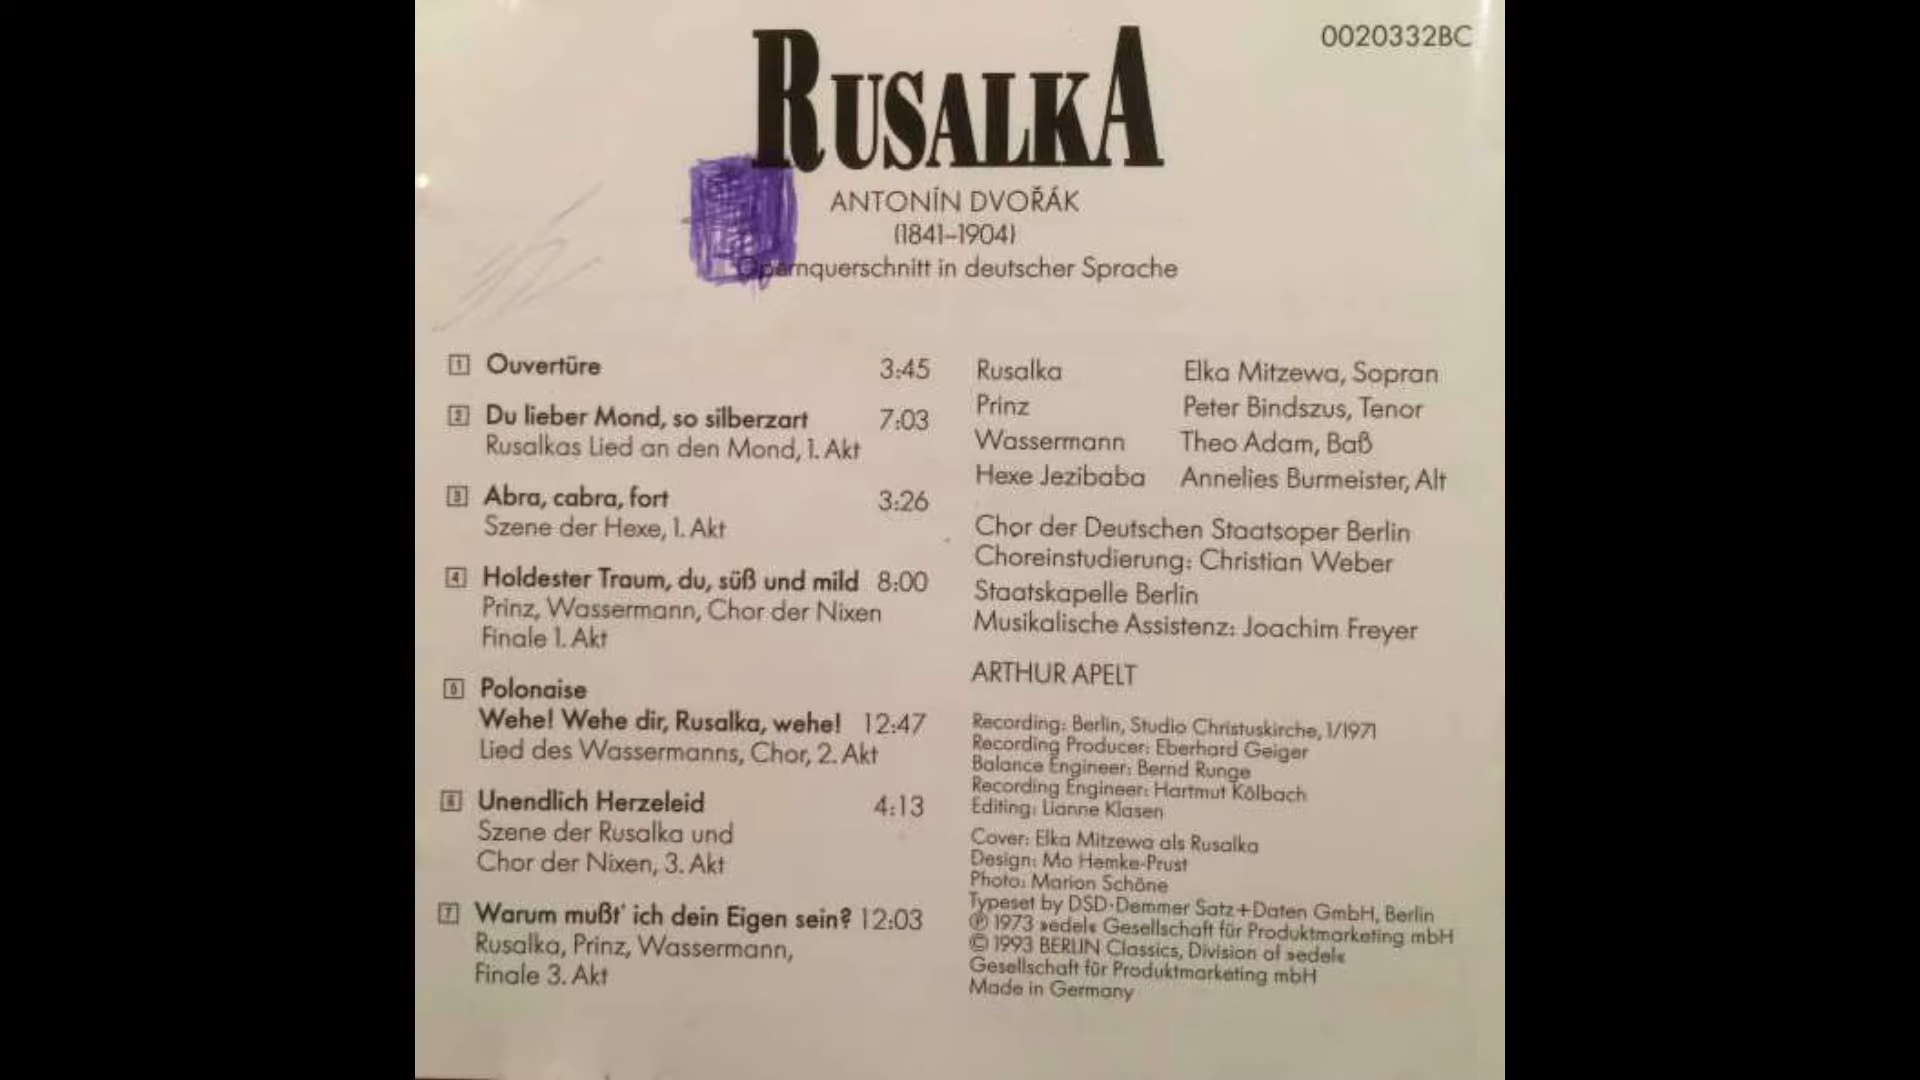 0020332BC
RUSALKA
ANTONÍN DVOŘÁK
(1841–1904)
Opernquerschnitt in deutscher Sprache
1 Ouvertüre 3:45
2 Du lieber Mond, so silberzart 7:03
Rusalkas Lied an den Mond, 1. Akt
3 Abra, cabra, fort 3:26
Szene der Hexe, 1. Akt
4 Holdester Traum, du, süß und mild 8:00
Prinz, Wassermann, Chor der Nixen
Finale 1. Akt
5 Polonaise
Wehe! Wehe dir, Rusalka, wehe! 12:47
Lied des Wassermanns, Chor, 2. Akt
6 Unendlich Herzeleid 4:13
Szene der Rusalka und
Chor der Nixen, 3. Akt
7 Warum mußt' ich dein Eigen sein? 12:03
Rusalka, Prinz, Wassermann,
Finale 3. Akt
Rusalka Elka Mitzewa, Sopran
Prinz Peter Bindszus, Tenor
Wassermann Theo Adam, Baß
Hexe Jezibaba Annelies Burmeister, Alt
Chor der Deutschen Staatsoper Berlin
Choreinstudierung: Christian Weber
Staatskapelle Berlin
Musikalische Assistenz: Joachim Freyer
ARTHUR APELT
Recording: Berlin, Studio Christuskirche, 1/1971
Recording Producer: Eberhard Geiger
Balance Engineer: Bernd Runge
Recording Engineer: Hartmut Kölbach
Editing: Lianne Klasen
Cover: Elka Mitzewa als Rusalka
Design: Mo Hemke-Prust
Photo: Marion Schöne
Typeset by DSD·Demmer Satz+Daten GmbH, Berlin
℗ 1973 »edel« Gesellschaft für Produktmarketing mbH
© 1993 BERLIN Classics, Division of »edel«
Gesellschaft für Produktmarketing mbH
Made in Germany